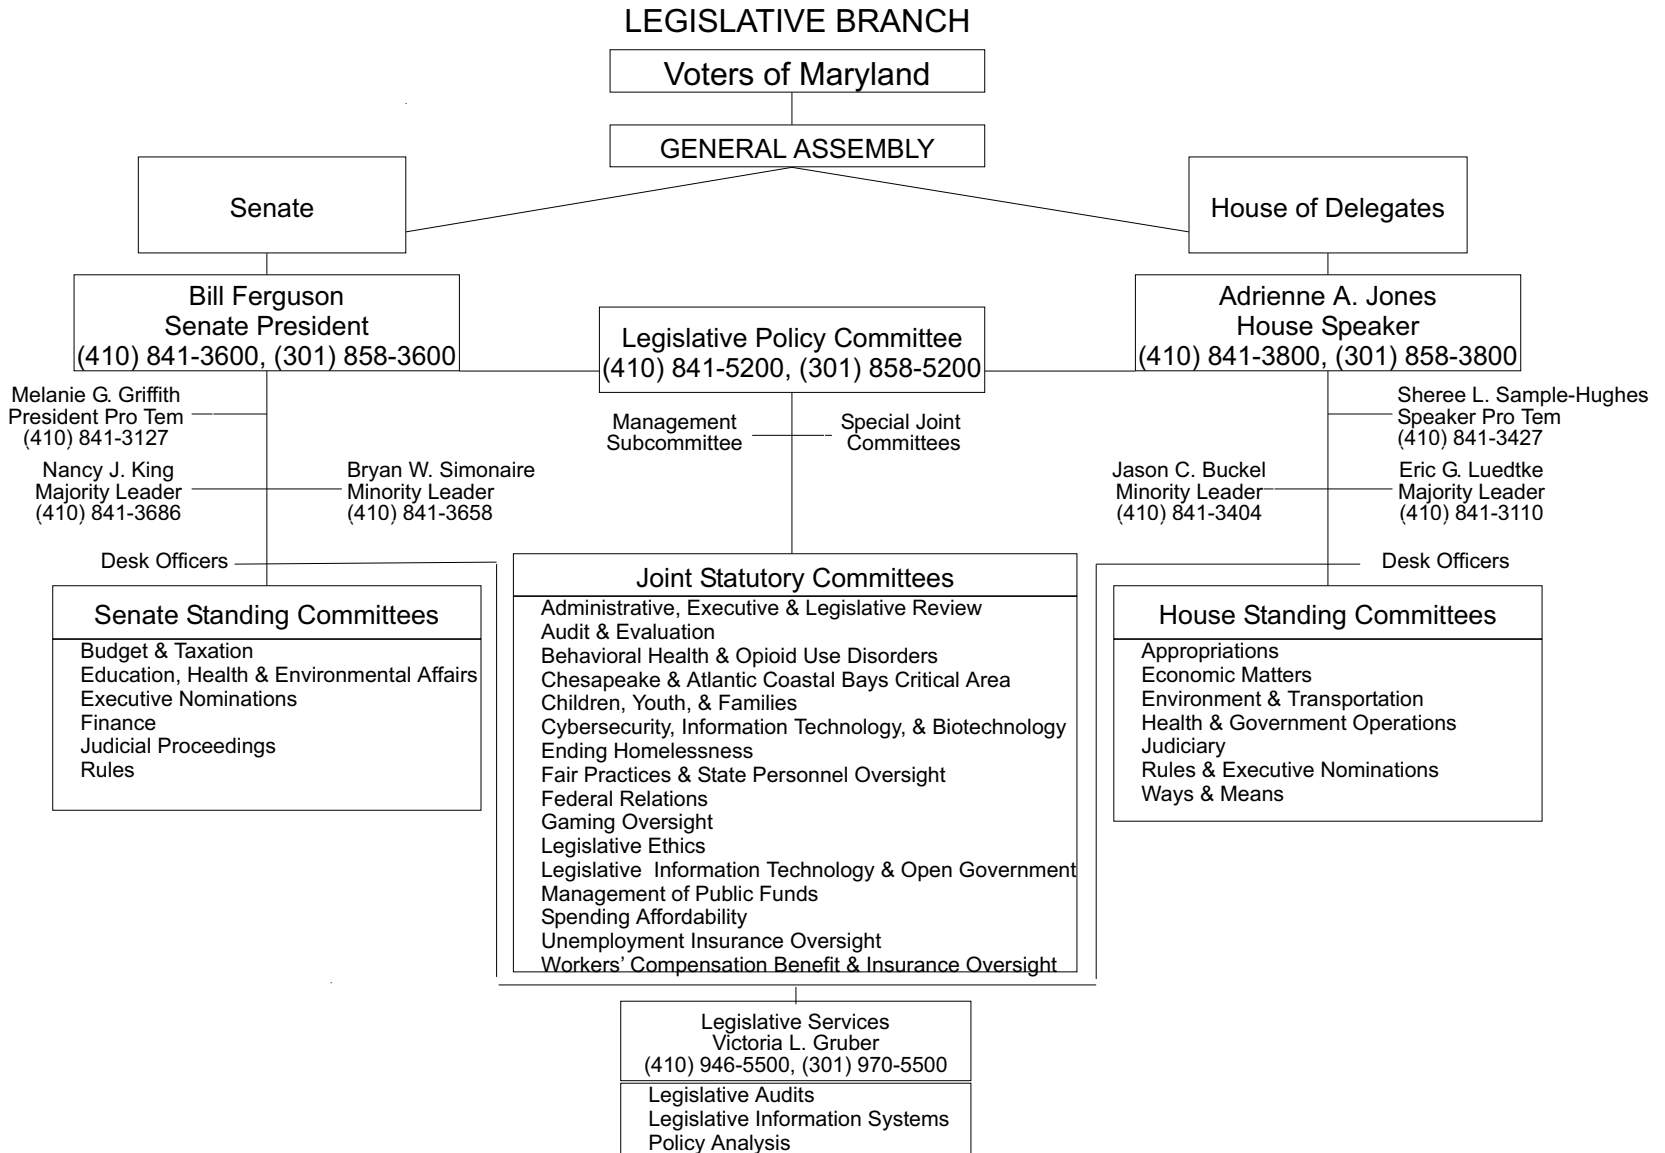 LEGISLATIVE BRANCH
Voters of Maryland
GENERAL ASSEMBLY
Senate
House of Delegates
Bill Ferguson
Senate President
(410) 841-3600, (301) 858-3600
Legislative Policy Committee
(410) 841-5200, (301) 858-5200
Adrienne A. Jones
House Speaker
(410) 841-3800, (301) 858-3800
Melanie G. Griffith
President Pro Tem
(410) 841-3127
Nancy J. King
Majority Leader
(410) 841-3686
Bryan W. Simonaire
Minority Leader
(410) 841-3658
Management
Subcommittee
Special Joint
Committees
Sheree L. Sample-Hughes
Speaker Pro Tem
(410) 841-3427
Jason C. Buckel
Minority Leader
(410) 841-3404
Eric G. Luedtke
Majority Leader
(410) 841-3110
Desk Officers
Desk Officers
Senate Standing Committees
Budget & Taxation
Education, Health & Environmental Affairs
Executive Nominations
Finance
Judicial Proceedings
Rules
Joint Statutory Committees
Administrative, Executive & Legislative Review
Audit & Evaluation
Behavioral Health & Opioid Use Disorders
Chesapeake & Atlantic Coastal Bays Critical Area
Children, Youth, & Families
Cybersecurity, Information Technology, & Biotechnology
Ending Homelessness
Fair Practices & State Personnel Oversight
Federal Relations
Gaming Oversight
Legislative Ethics
Legislative Information Technology & Open Government
Management of Public Funds
Spending Affordability
Unemployment Insurance Oversight
Workers' Compensation Benefit & Insurance Oversight
House Standing Committees
Appropriations
Economic Matters
Environment & Transportation
Health & Government Operations
Judiciary
Rules & Executive Nominations
Ways & Means
Legislative Services
Victoria L. Gruber
(410) 946-5500, (301) 970-5500
Legislative Audits
Legislative Information Systems
Policy Analysis